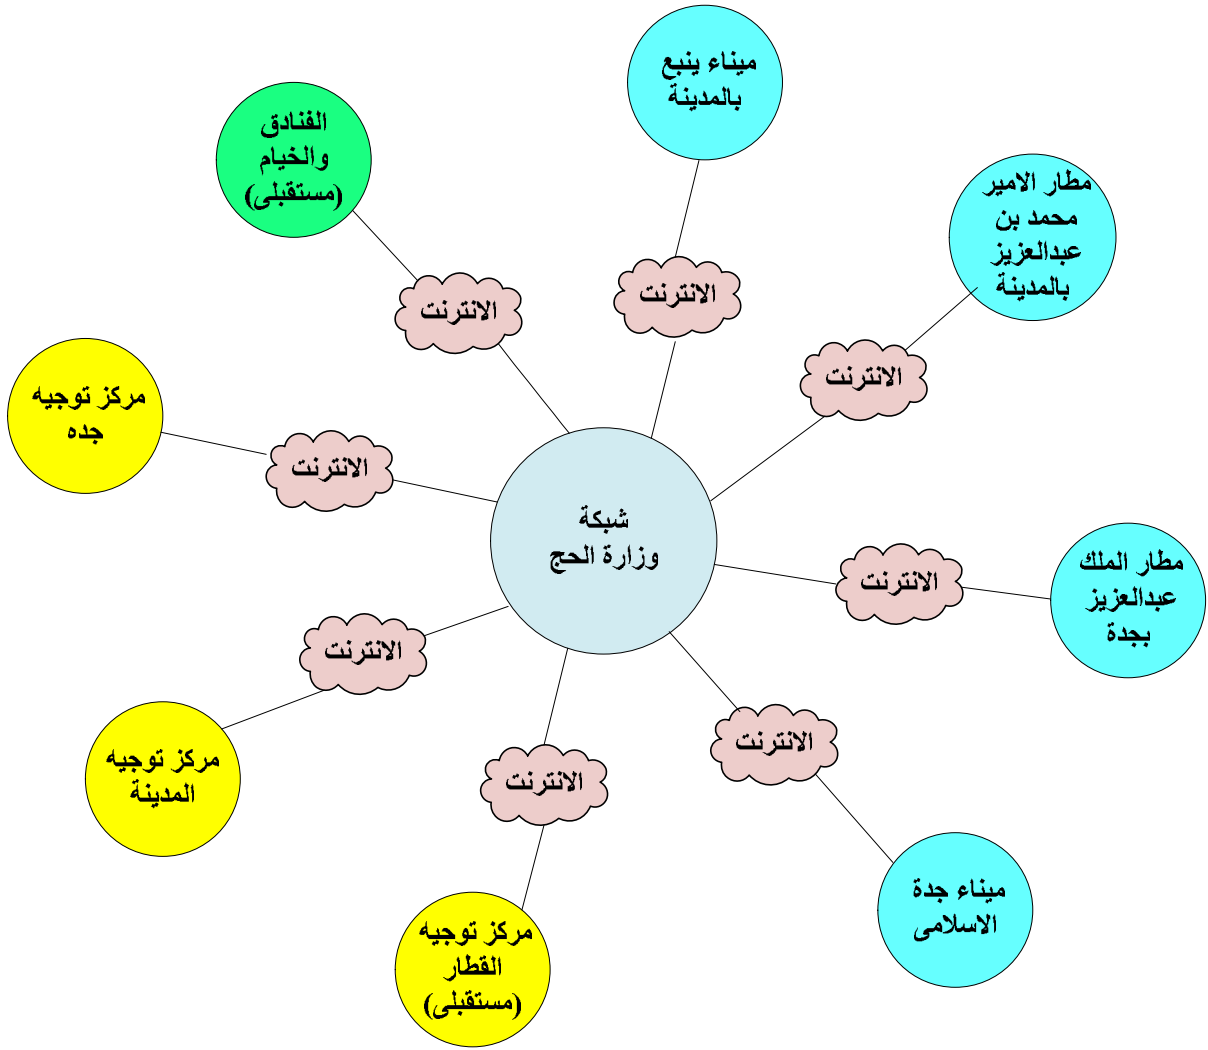 ميناء ينبع
بالمدينة
الفنادق
والخيام
(مستقبلى)
مطار الامير
محمد بن
عبدالعزيز
بالمدينة
الانترنت
الانترنت
الانترنت
مركز توجيه
جده
الانترنت
شبكة
وزارة الحج
مطار الملك
عبدالعزيز
بجدة
الانترنت
الانترنت
مركز توجيه
المدينة
الانترنت
الانترنت
ميناء جدة
الاسلامى
مركز توجيه
القطار
(مستقبلى)